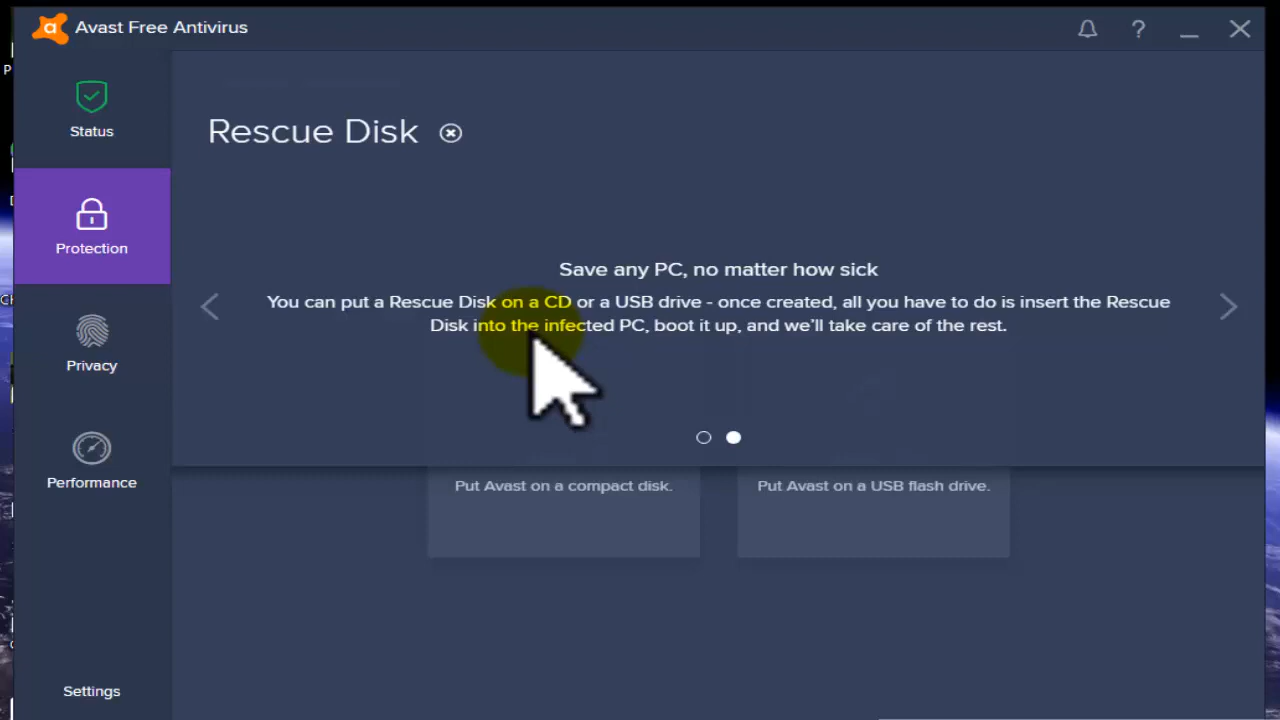 Avast Free Antivirus
?
Status
Protection
Privacy
Performance
Settings
Rescue Disk
Save any PC, no matter how sick
You can put a Rescue Disk on a CD or a USB drive - once created, all you have to do is insert the Rescue
Disk into the infected PC, boot it up, and we'll take care of the rest.
Put Avast on a compact disk.
Put Avast on a USB flash drive.